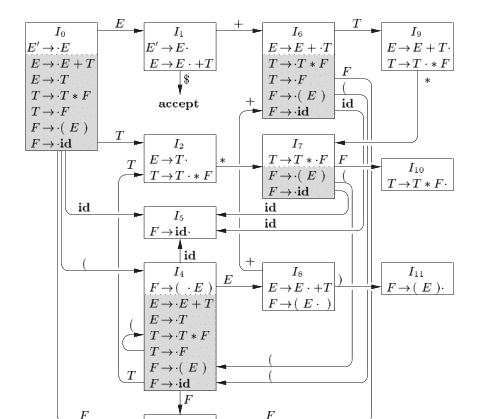 I₀
E′→·E
E→·E+T
E→·T
T→·T*F
T→·F
F→·( E )
F→·id
E
I₁
E′→E·
E→E·+T
$
accept
+
I₆
E→E+·T
T→·T*F
T→·F
F→·( E )
F→·id
T
I₉
E→E+T·
T→T·*F
*
F
(
id
+
T
I₂
E→T·
T→T·*F
T
*
I₇
T→T*·F
F→·( E )
F→·id
F
(
I₁₀
T→T*F·
id
I₅
F→id·
id
id
id
(
I₄
F→( ·E )
E→·E+T
E→·T
T→·T*F
T→·F
F→·( E )
F→·id
(
T
E
+
I₈
E→E·+T
F→( E· )
)
I₁₁
F→( E )·
(
(
F
F
F